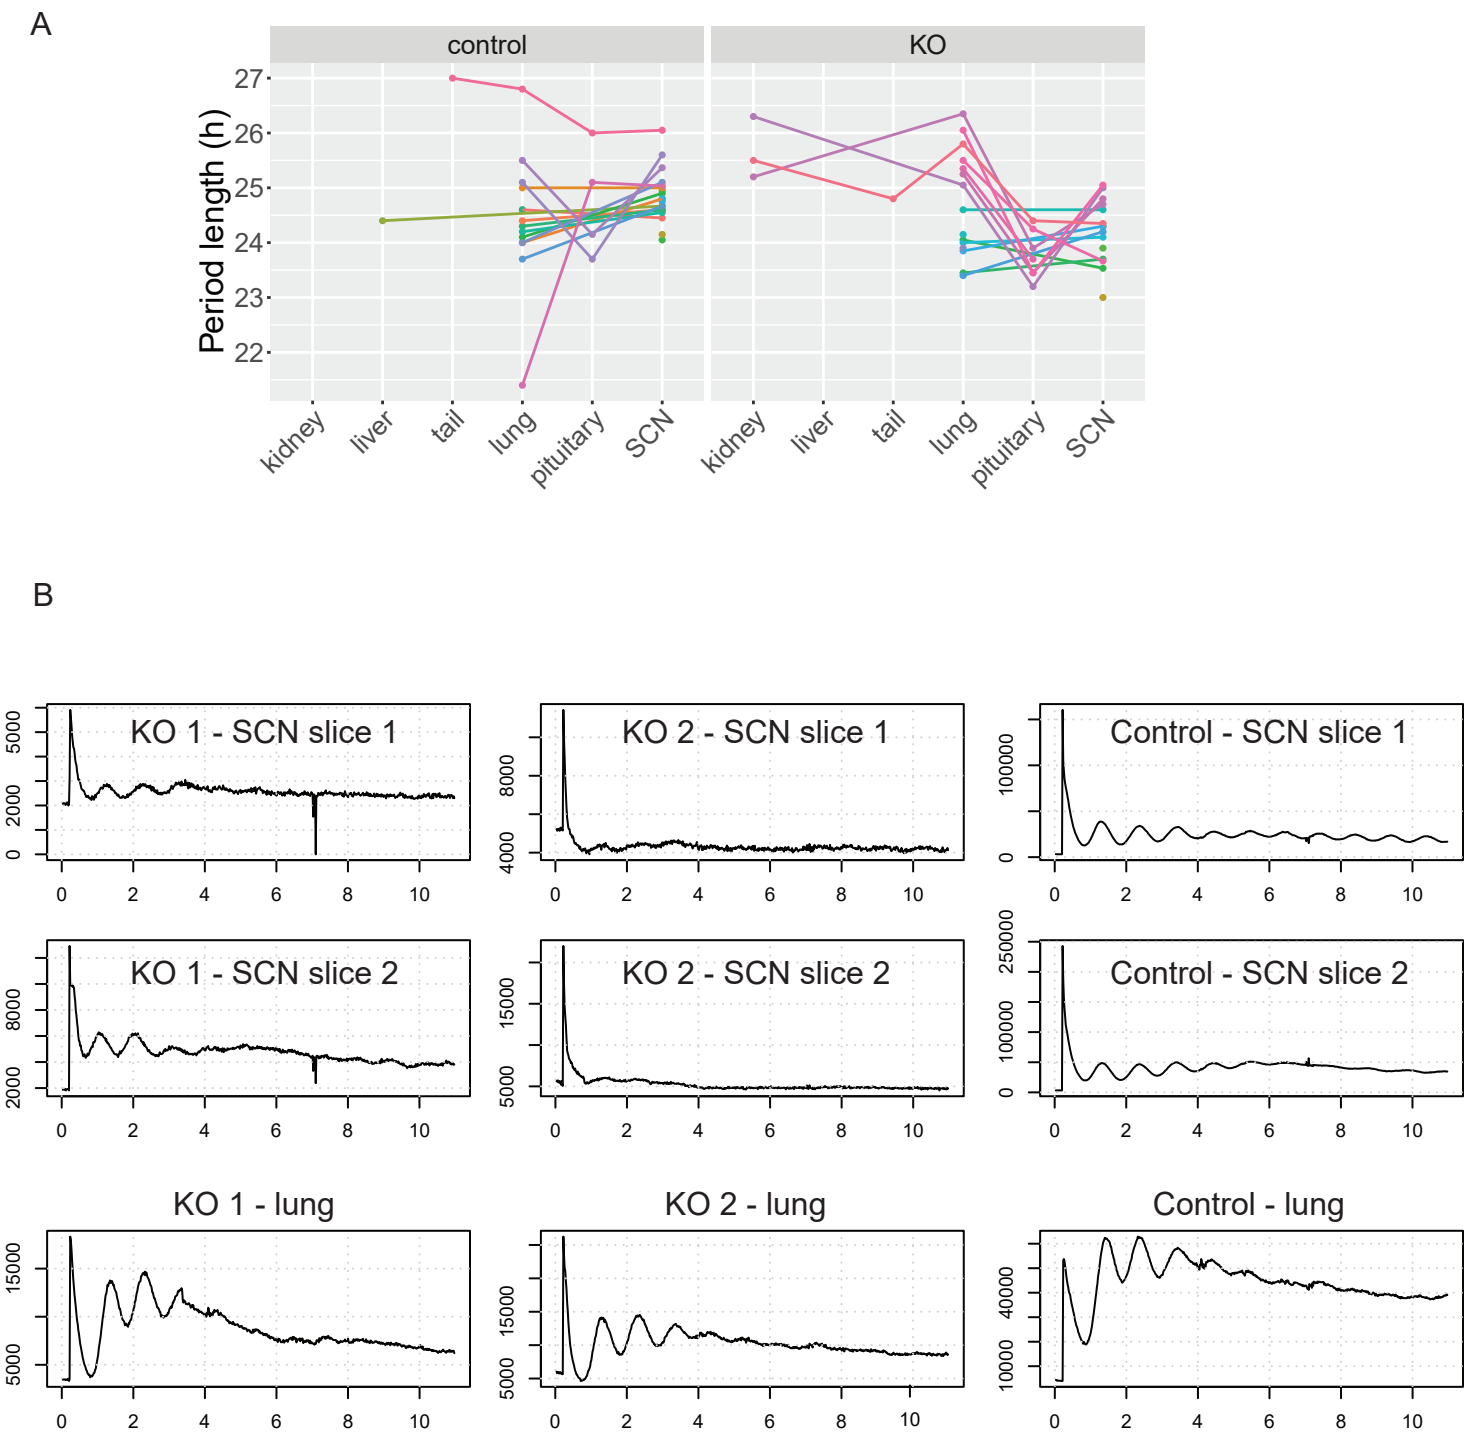 A
control KO
Period length (h)
27
26
25
24
23
22
kidney liver tail lung pituitary SCN kidney liver tail lung pituitary SCN
B
KO 1 - SCN slice 1
5000
2000
0
0 2 4 6 8 10
KO 2 - SCN slice 1
8000
4000
0 2 4 6 8 10
Control - SCN slice 1
100000
0
0 2 4 6 8 10
KO 1 - SCN slice 2
8000
2000
0 2 4 6 8 10
KO 2 - SCN slice 2
15000
5000
0 2 4 6 8 10
Control - SCN slice 2
250000
100000
0
0 2 4 6 8 10
KO 1 - lung
15000
5000
0 2 4 6 8 10
KO 2 - lung
15000
5000
0 2 4 6 8 10
Control - lung
40000
10000
0 2 4 6 8 10